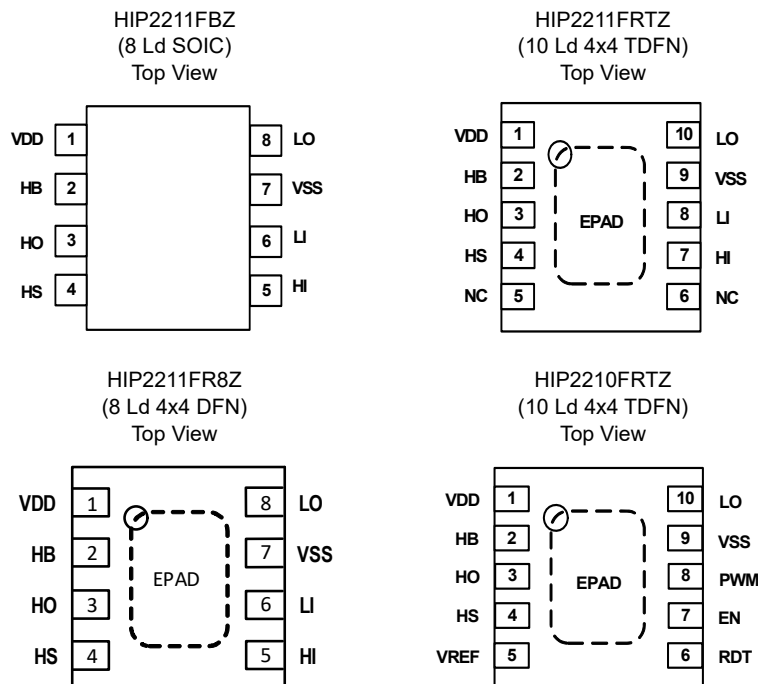 HIP2211FBZ
(8 Ld SOIC)
Top View
VDD 1 8 LO
HB 2 7 VSS
HO 3 6 LI
HS 4 5 HI
HIP2211FRTZ
(10 Ld 4x4 TDFN)
Top View
VDD 1 10 LO
HB 2 9 VSS
HO 3 EPAD 8 LI
HS 4 7 HI
NC 5 6 NC
HIP2211FR8Z
(8 Ld 4x4 DFN)
Top View
VDD 1 8 LO
HB 2 7 VSS
EPAD
HO 3 6 LI
HS 4 5 HI
HIP2210FRTZ
(10 Ld 4x4 TDFN)
Top View
VDD 1 10 LO
HB 2 9 VSS
HO 3 EPAD 8 PWM
HS 4 7 EN
VREF 5 6 RDT